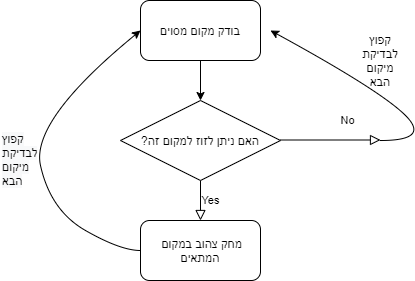 בודק מקום מסוים
קפוץ
לבדיקת
מיקום
הבא
האם ניתן לזוז למקום זה?
No
קפוץ
לבדיקת
מיקום
הבא
Yes
מחק צהוב במקום
המתאים